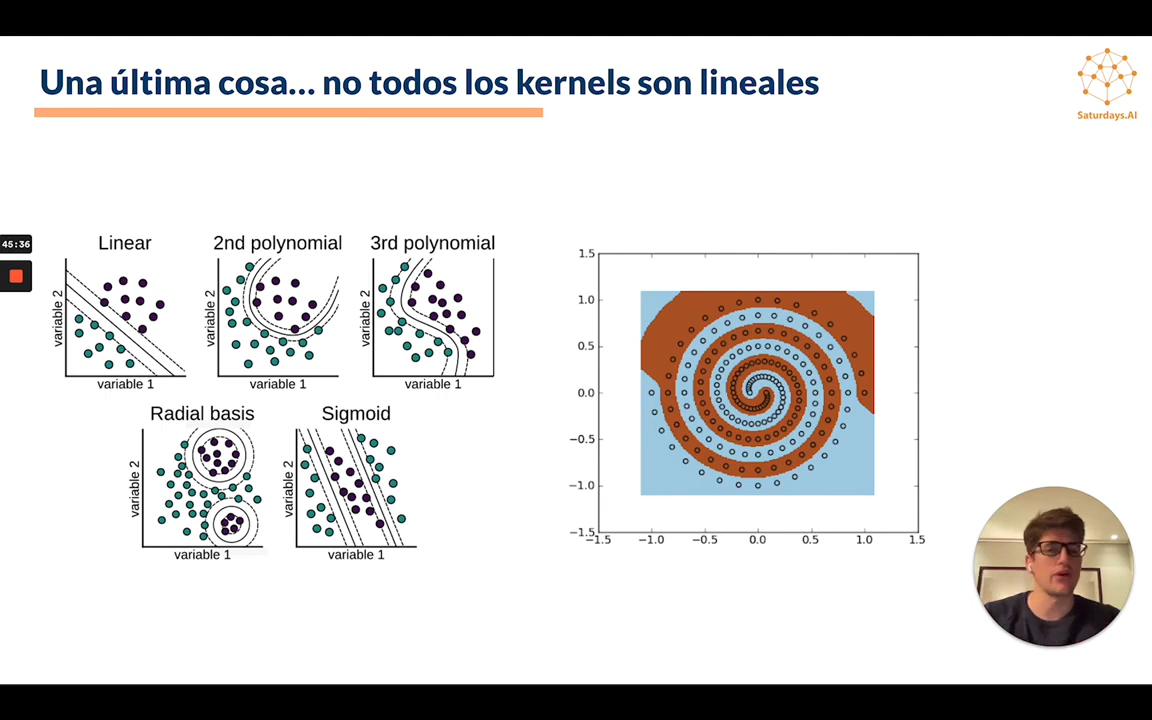 Una última cosa... no todos los kernels son lineales
Saturdays.AI
45:36
Linear
2nd polynomial
3rd polynomial
variable 2
variable 2
variable 2
variable 1
variable 1
variable 1
Radial basis
Sigmoid
variable 2
variable 2
variable 1
variable 1
1.5
1.0
0.5
0.0
−0.5
−1.0
−1.5
−1.5
−1.0
−0.5
0.0
0.5
1.0
1.5